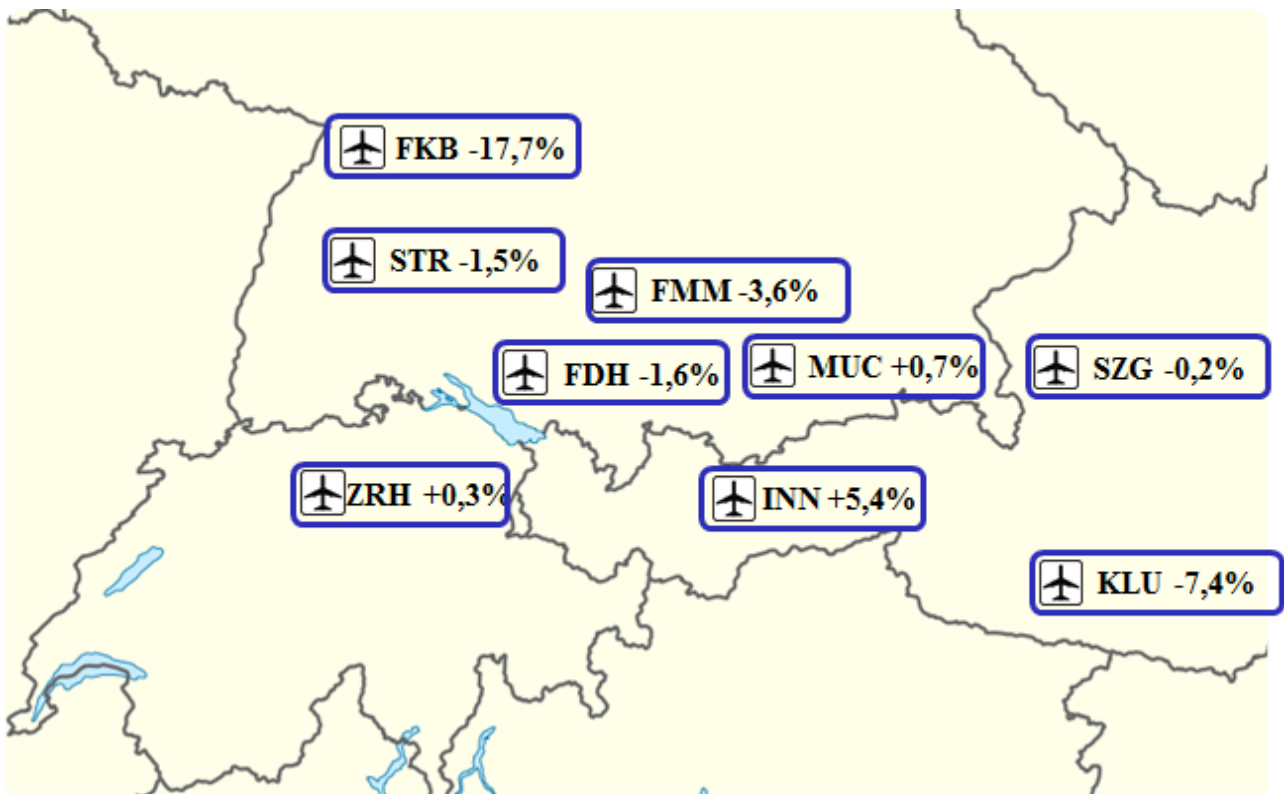 FKB -17,7%
STR -1,5%
FMM -3,6%
FDH -1,6%
MUC +0,7%
SZG -0,2%
ZRH +0,3%
INN +5,4%
KLU -7,4%